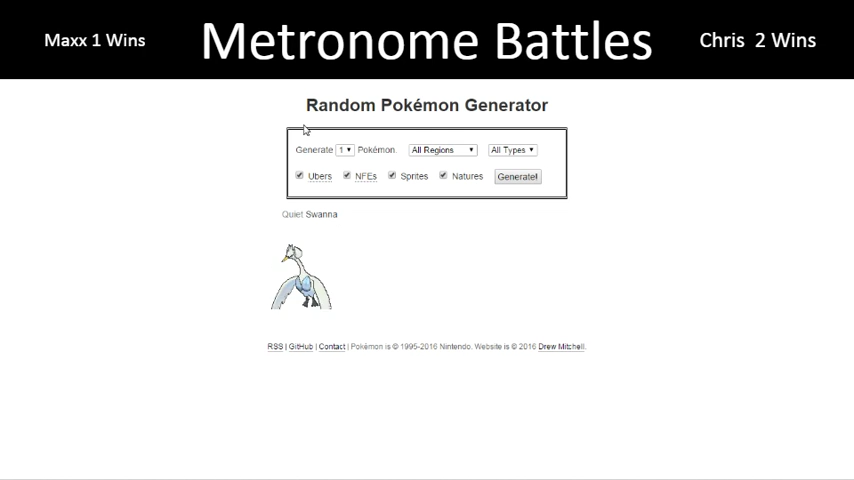 Maxx 1 Wins Metronome Battles Chris 2 Wins
Random Pokémon Generator
Generate 1 Pokémon. All Regions All Types
Ubers NFEs Sprites Natures Generate!
Quiet Swanna
RSS | GitHub | Contact | Pokémon is © 1995-2016 Nintendo. Website is © 2016 Drew Mitchell.